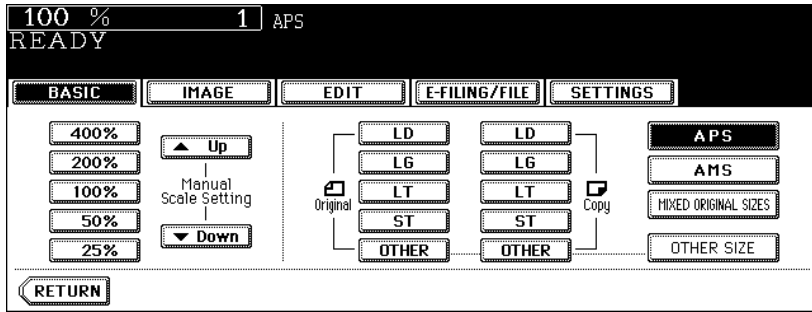 100 % 1 APS
READY
BASIC IMAGE EDIT E-FILING/FILE SETTINGS
400% Up LD LD APS
200% LG LG AMS
100% Manual Scale Setting Original LT LT Copy MIXED ORIGINAL SIZES
50% Down ST ST
25% OTHER OTHER OTHER SIZE
RETURN